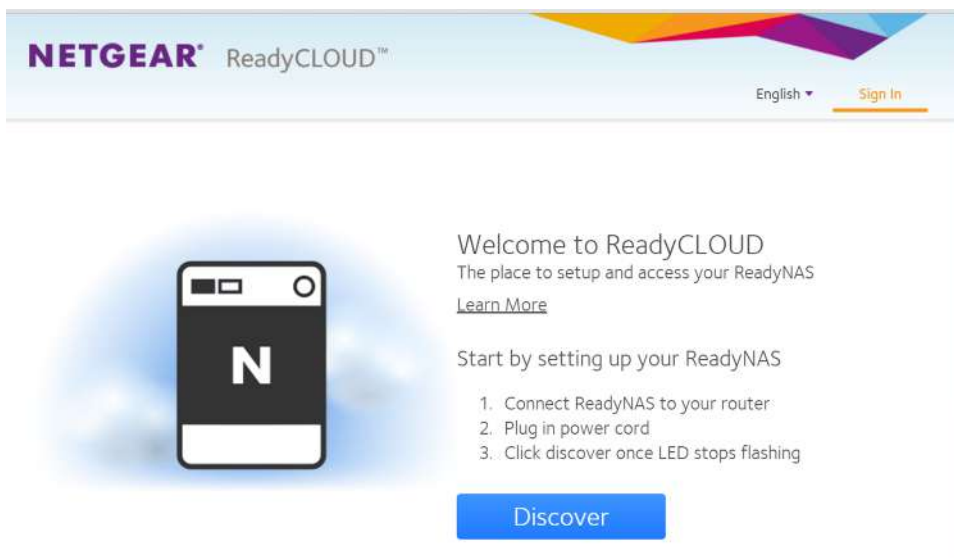 NETGEAR® ReadyCLOUD™
English Sign In
Welcome to ReadyCLOUD
The place to setup and access your ReadyNAS
Learn More
Start by setting up your ReadyNAS
1. Connect ReadyNAS to your router
2. Plug in power cord
3. Click discover once LED stops flashing
N
Discover